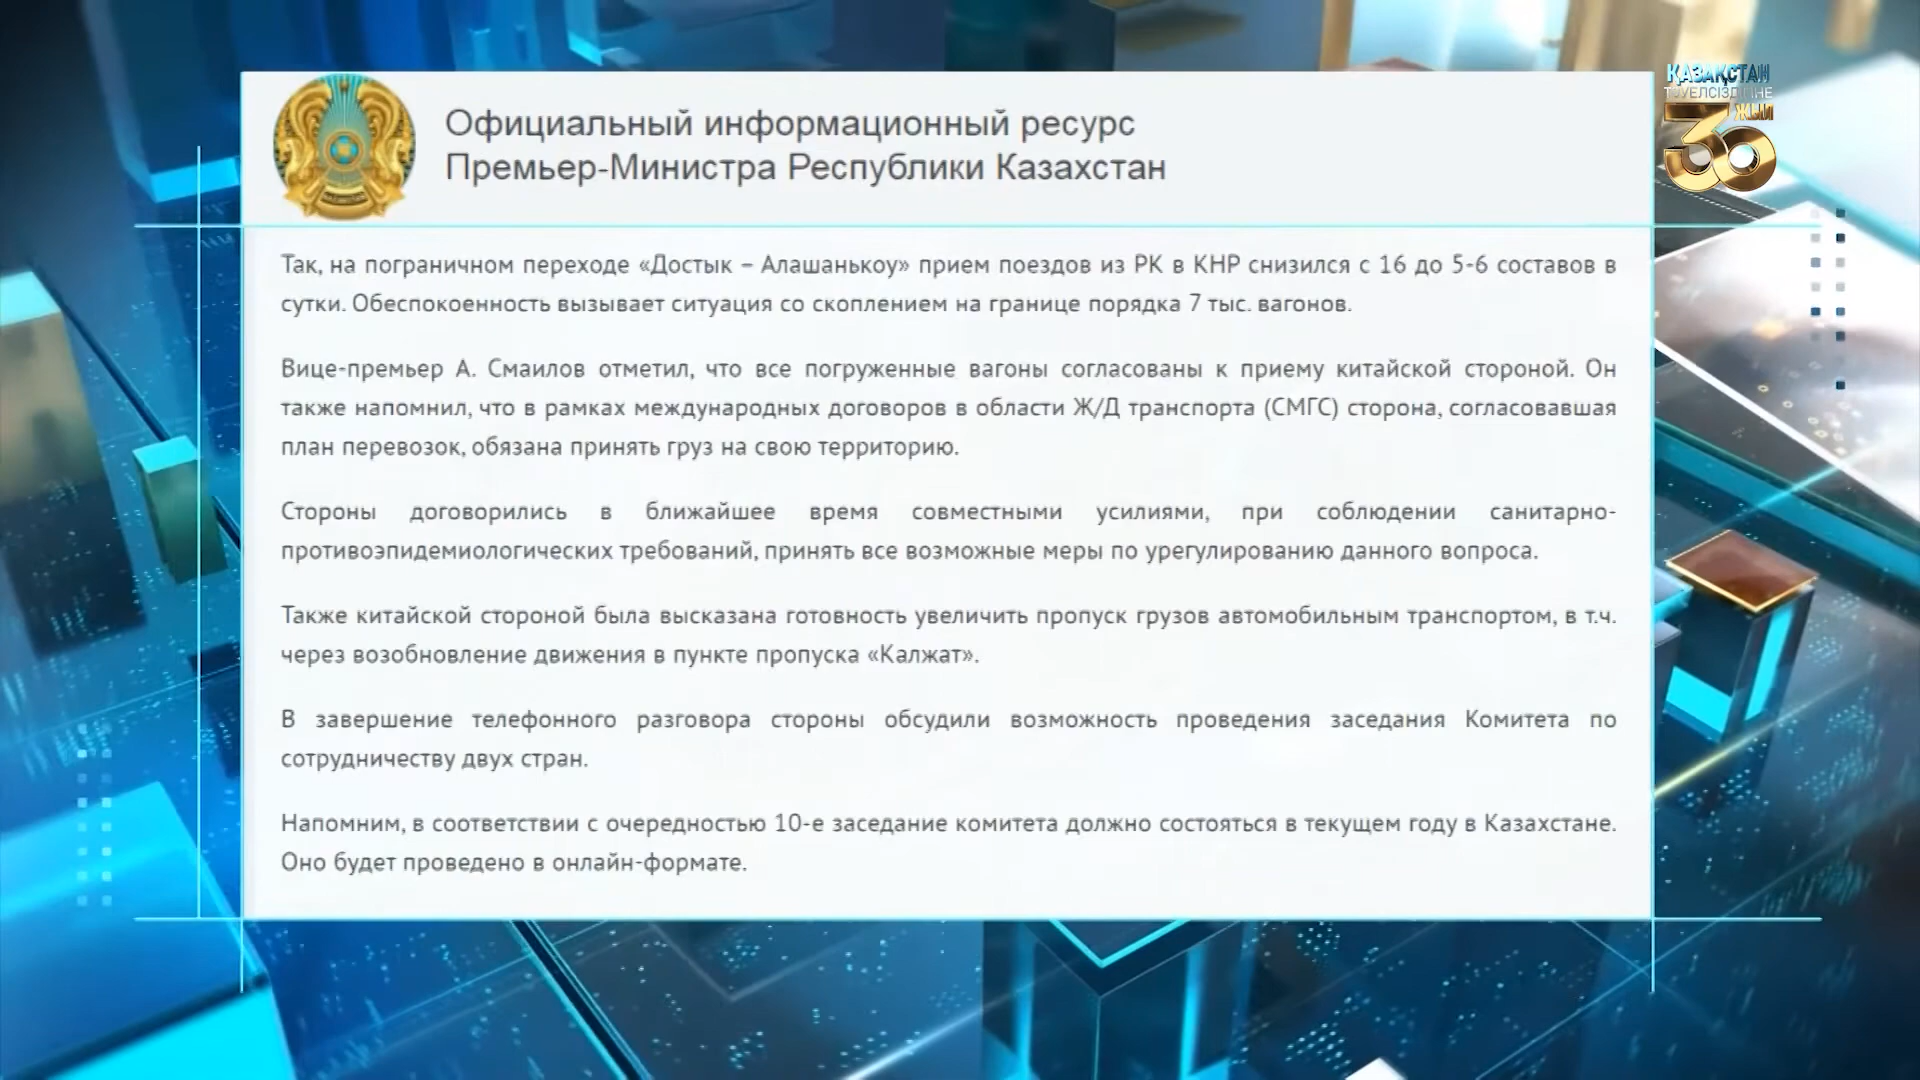 Официальный информационный ресурс
Премьер-Министра Республики Казахстан
ҚАЗАҚСТАН
ТӘУЕЛСІЗДІГІНЕ
30 ЖЫЛ
Так, на пограничном переходе «Достык – Алашанькоу» прием поездов из РК в КНР снизился с 16 до 5-6 составов в
сутки. Обеспокоенность вызывает ситуация со скоплением на границе порядка 7 тыс. вагонов.
Вице-премьер А. Смаилов отметил, что все погруженные вагоны согласованы к приему китайской стороной. Он
также напомнил, что в рамках международных договоров в области Ж/Д транспорта (СМГС) сторона, согласовавшая
план перевозок, обязана принять груз на свою территорию.
Стороны договорились в ближайшее время совместными усилиями, при соблюдении санитарно-
противоэпидемиологических требований, принять все возможные меры по урегулированию данного вопроса.
Также китайской стороной была высказана готовность увеличить пропуск грузов автомобильным транспортом, в т.ч.
через возобновление движения в пункте пропуска «Калжат».
В завершение телефонного разговора стороны обсудили возможность проведения заседания Комитета по
сотрудничеству двух стран.
Напомним, в соответствии с очередностью 10-е заседание комитета должно состояться в текущем году в Казахстане.
Оно будет проведено в онлайн-формате.